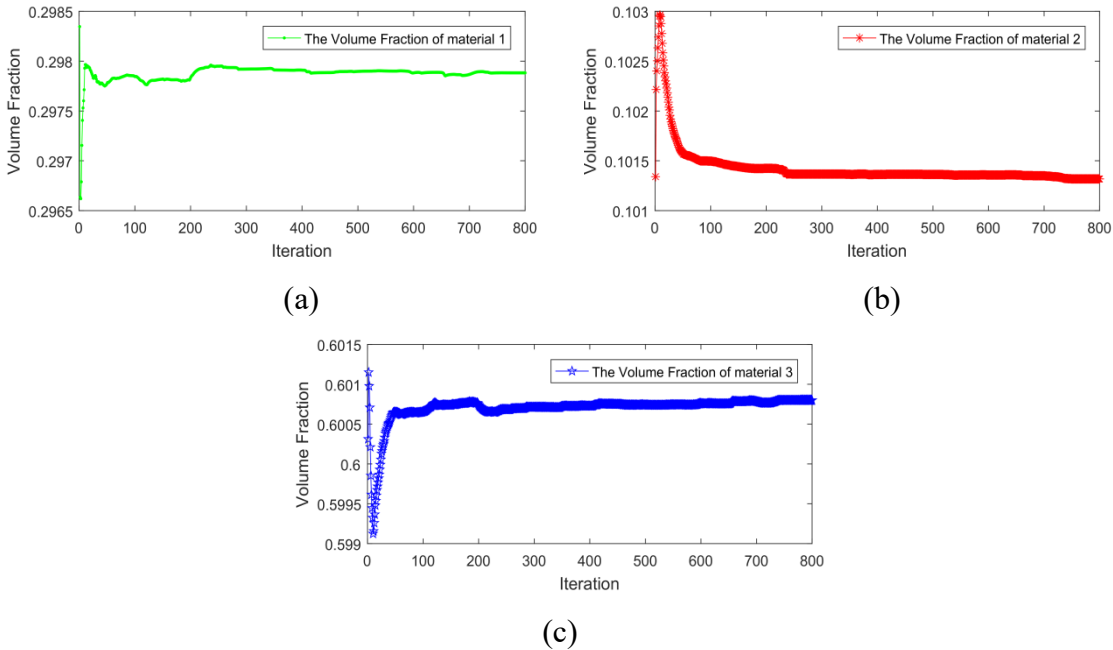 0.2985
0.298
0.2975
0.297
0.2965
Volume Fraction
The Volume Fraction of material 1
0 100 200 300 400 500 600 700 800
Iteration
(a)
0.103
0.1025
0.102
0.1015
0.101
Volume Fraction
The Volume Fraction of material 2
0 100 200 300 400 500 600 700 800
Iteration
(b)
0.6015
0.601
0.6005
0.6
0.5995
0.599
Volume Fraction
The Volume Fraction of material 3
0 100 200 300 400 500 600 700 800
Iteration
(c)